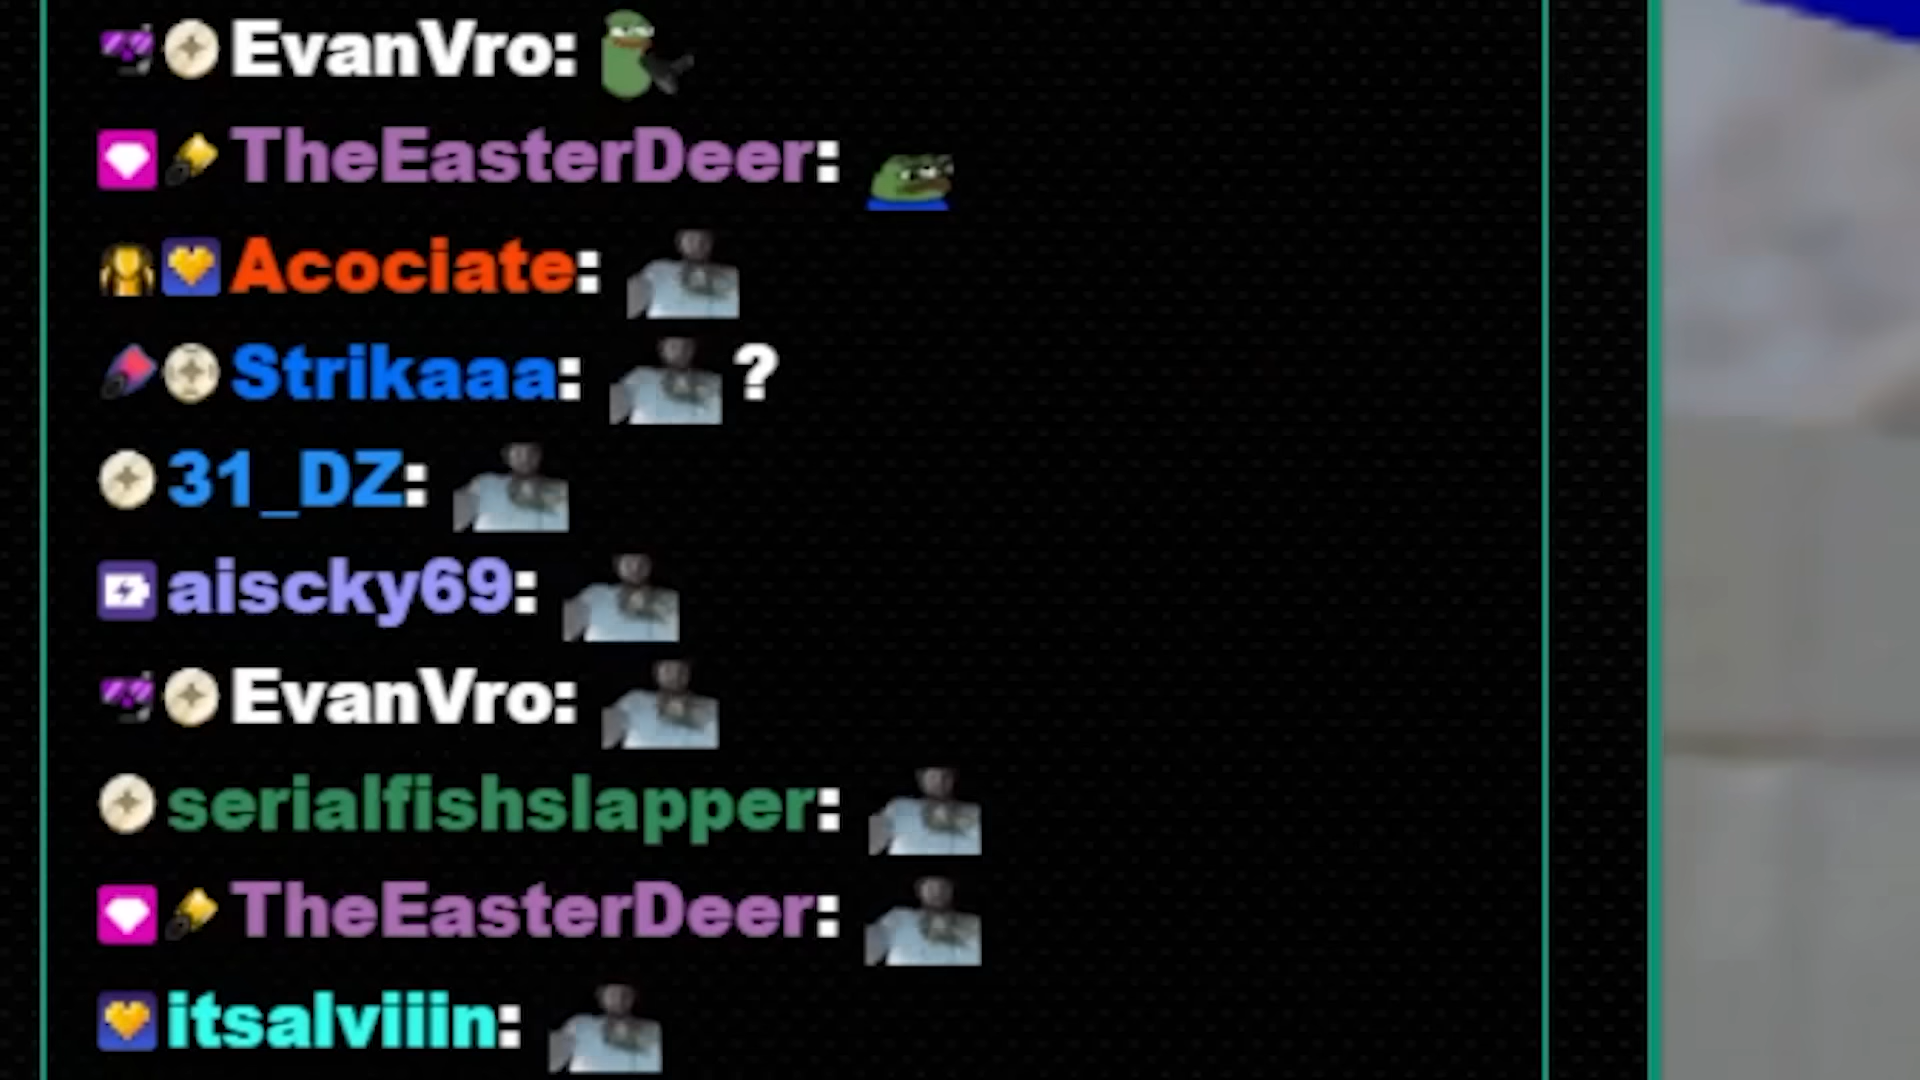 EvanVro:
TheEasterDeer:
Acociate:
Strikaaa: ?
31_DZ:
aiscky69:
EvanVro:
serialfishslapper:
TheEasterDeer:
itsalviiin: